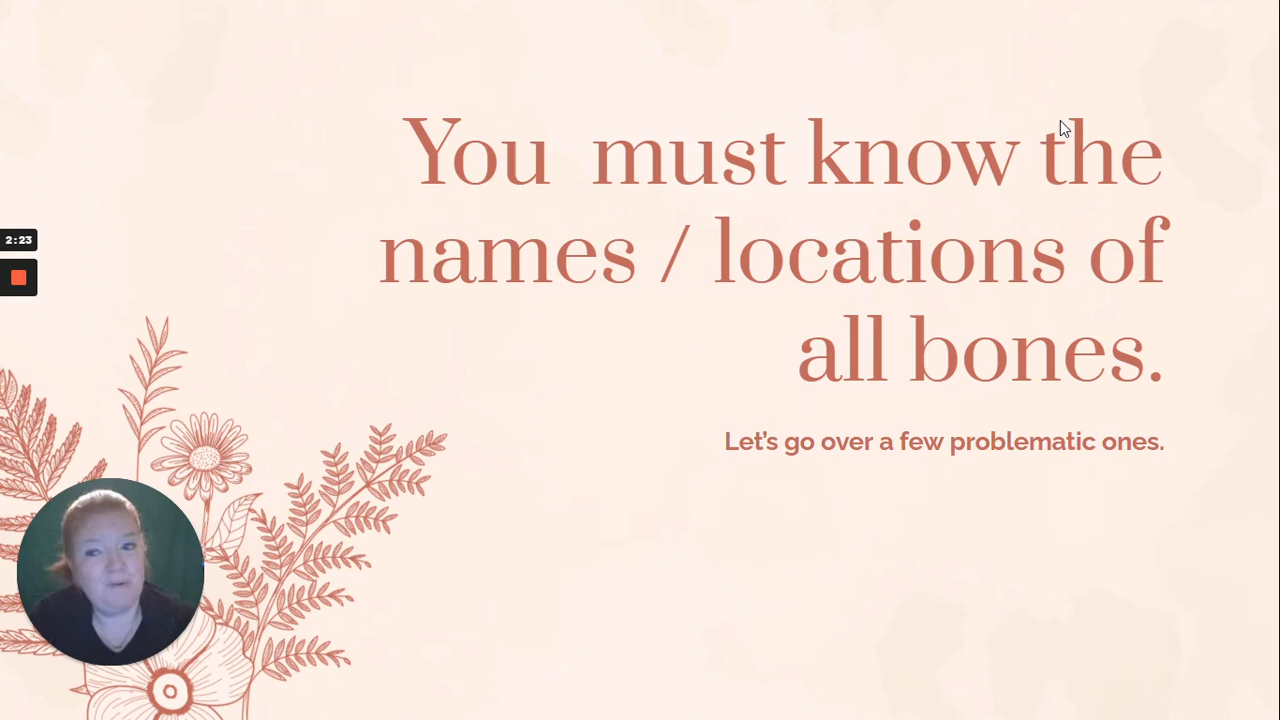 You must know the
names / locations of
all bones.
Let's go over a few problematic ones.
2:23